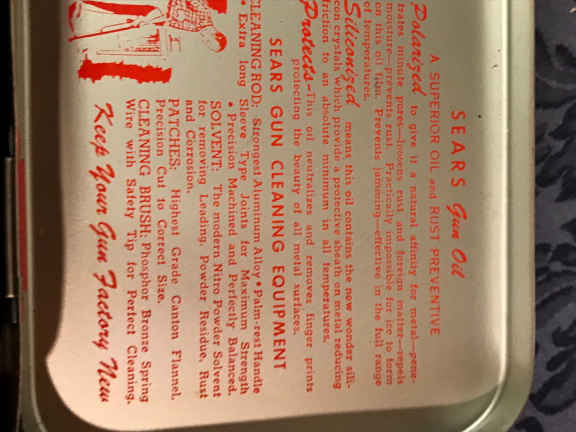 SEARS Gun Oil
A SUPERIOR OIL and RUST PREVENTIVE
Polarized to give it a natural affinity for metal—pene-
trates minute pores—loosens rust and foreign matter—repels
moisture—prevents rust. Practically impossible for ice to form
on this oil film. Prevents jamming—effective in the full range
of temperatures.
Siliconized means this oil contains the new wonder sili-
con crystals which provide a protective sheath on metal reducing
friction to an absolute minimum in all temperatures.
Protects—This oil neutralizes and removes finger prints
protecting the beauty of all metal surfaces.
SEARS GUN CLEANING EQUIPMENT
CLEANING ROD: Strongest Aluminum Alloy • Palm-rest Handle
• Extra long Sleeve Type Joints for Maximum Strength
• Precision Machined and Perfectly Balanced.
SOLVENT: The modern Nitro Powder Solvent
for removing Leading, Powder Residue, Rust
and Corrosion.
PATCHES: Highest Grade Canton Flannel,
Precision Cut to Correct Size.
CLEANING BRUSH: Phosphor Bronze Spring
Wire with Safety Tip for Perfect Cleaning.
Keep Your Gun Factory New